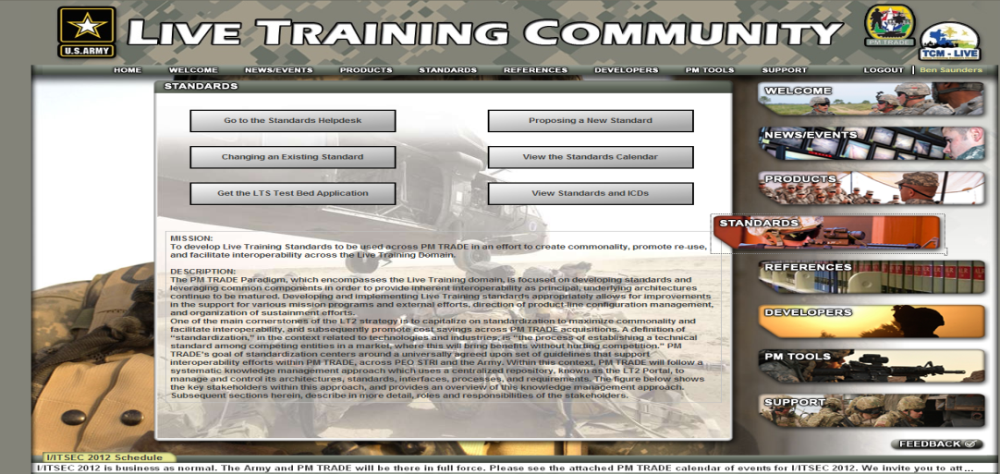 U.S.ARMY
LIVE TRAINING COMMUNITY
PM TRADE
TCM - LIVE
HOME WELCOME NEWS/EVENTS PRODUCTS STANDARDS REFERENCES DEVELOPERS PM TOOLS SUPPORT LOGOUT | Ben Saunders
STANDARDS
Go to the Standards Helpdesk
Proposing a New Standard
Changing an Existing Standard
View the Standards Calendar
Get the LTS Test Bed Application
View Standards and ICDs
MISSION:
To develop Live Training Standards to be used across PM TRADE in an effort to create commonality, promote re-use,
and facilitate interoperability across the Live Training Domain.
DESCRIPTION:
The PM TRADE Paradigm, which encompasses the Live Training domain, is focused on developing standards and
leveraging common components in order to provide inherent interoperability as principal, underlying architectures
continue to be matured. Developing and implementing Live Training standards appropriately allows for improvements
in the support for various mission programs and external efforts, direction of product line configuration management,
and organization of sustainment efforts.
One of the main cornerstones of the LT2 strategy is to capitalize on standardization to maximize commonality and
facilitate interoperability, and subsequently promote cost savings across PM TRADE acquisitions. A definition of
"standardization," in the context related to technologies and industries, is "the process of establishing a technical
standard among competing entities in a market, where this will bring benefits without hurting competition." PM
TRADE's goal of standardization centers around a universally agreed upon set of guidelines that support
interoperability efforts within PM TRADE, across PEO STRI and the Army. Within this context, PM TRADE will follow a
systematic knowledge management approach which uses a centralized repository, known as the LT2 Portal, to
manage and control its architectures, standards, interfaces, processes, and requirements. The figure below shows
the key stakeholders within this approach, and provides an overview of this knowledge management approach.
Subsequent sections herein, describe in more detail, roles and responsibilities of the stakeholders.
WELCOME
NEWS/EVENTS
PRODUCTS
STANDARDS
REFERENCES
DEVELOPERS
PM TOOLS
SUPPORT
FEEDBACK
I/ITSEC 2012 Schedule
I/ITSEC 2012 is business as normal. The Army and PM TRADE will be there in full force. Please see the attached PM TRADE calendar of events for I/ITSEC 2012. We invite you to att...